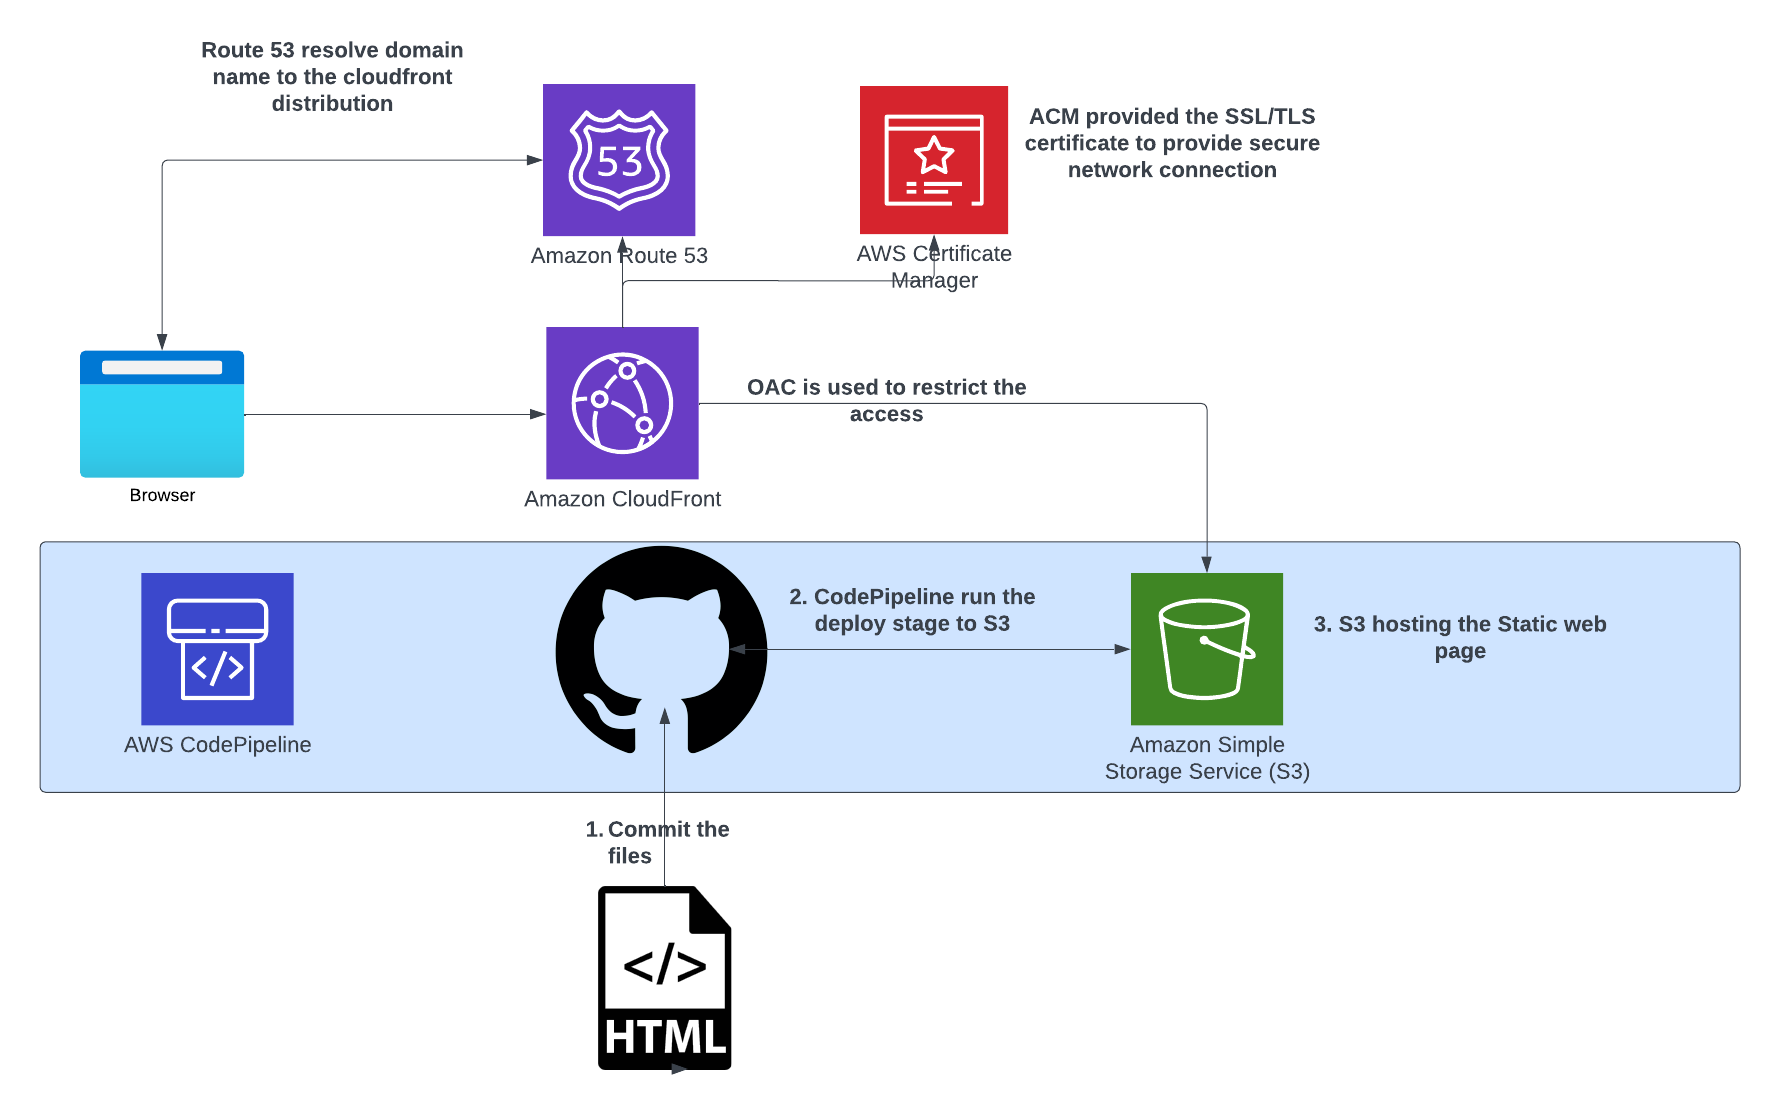 Route 53 resolve domain
name to the cloudfront
distribution
53
Amazon Route 53
ACM provided the SSL/TLS
certificate to provide secure
network connection
AWS Certificate
Manager
Browser
OAC is used to restrict the
access
Amazon CloudFront
AWS CodePipeline
2. CodePipeline run the
deploy stage to S3
3. S3 hosting the Static web
page
Amazon Simple
Storage Service (S3)
1. Commit the
files
</>
HTML